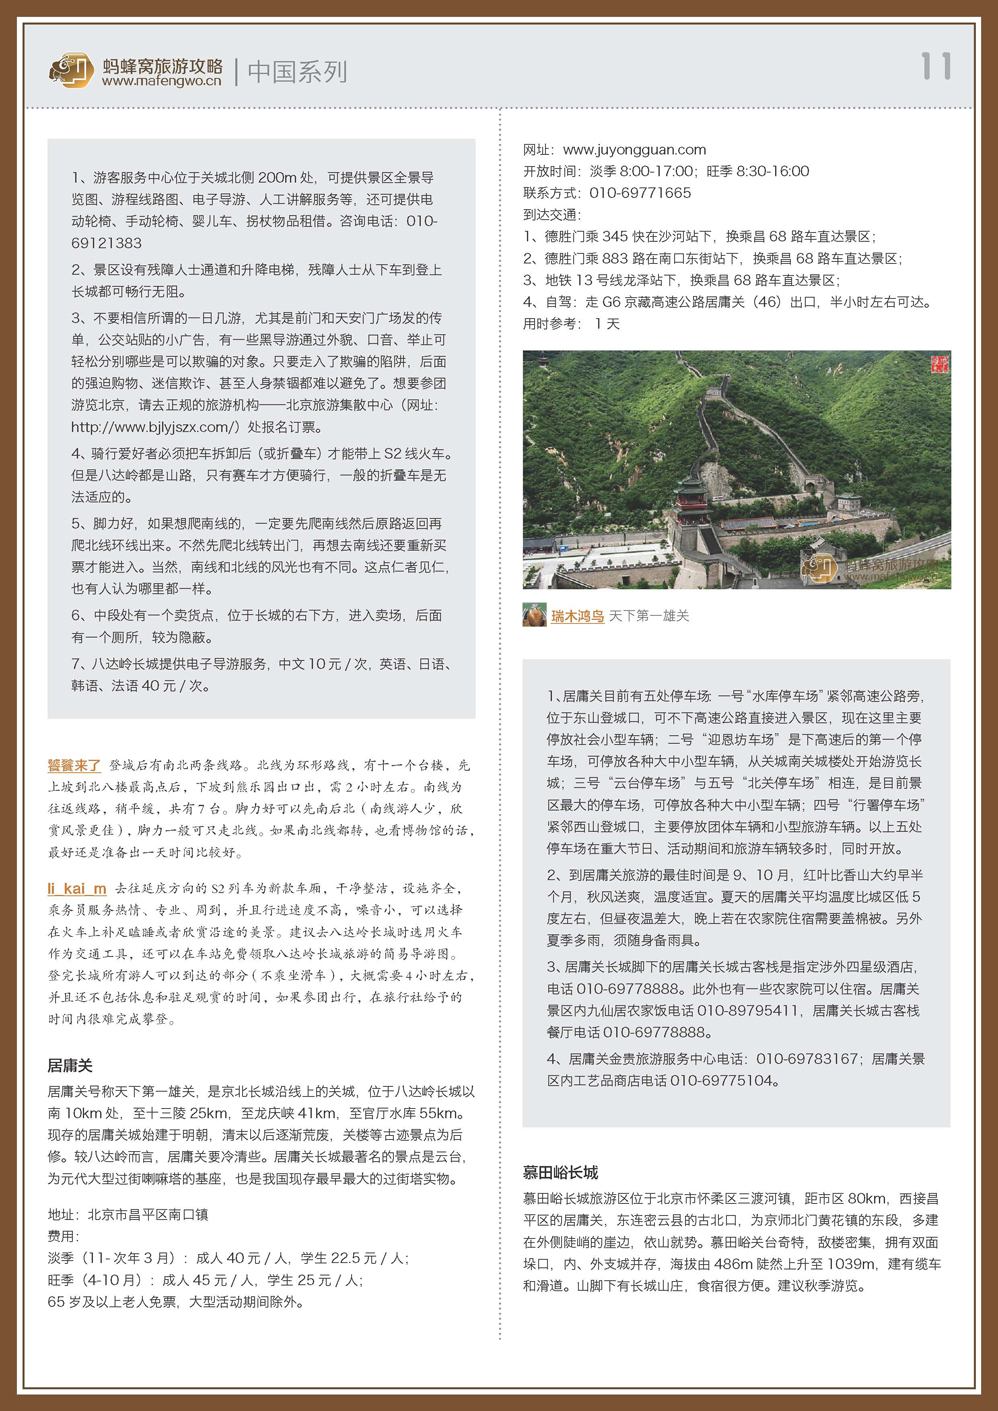 蚂蜂窝旅游攻略
www.mafengwo.cn
中国系列
11
1、游客服务中心位于关城北侧 200m 处，可提供景区全景导
览图、游程线路图、电子导游、人工讲解服务等，还可提供电
动轮椅、手动轮椅、婴儿车、拐杖物品租借。咨询电话：010-
69121383
2、景区设有残障人士通道和升降电梯，残障人士从下车到登上
长城都可畅行无阻。
3、不要相信所谓的一日几游，尤其是前门和天安门广场发的传
单，公交站贴的小广告，有一些黑导游通过外貌、口音、举止可
轻松分别哪些是可以欺骗的对象。只要走入了欺骗的陷阱，后面
的强迫购物、迷信欺诈、甚至人身禁锢都难以避免了。想要参团
游览北京，请去正规的旅游机构——北京旅游集散中心（网址：
http://www.bjlyjszx.com/）处报名订票。
4、骑行爱好者必须把车拆卸后（或折叠车）才能带上 S2 线火车。
但是八达岭都是山路，只有赛车才方便骑行，一般的折叠车是无
法适应的。
5、脚力好，如果想爬南线的，一定要先爬南线然后原路返回再
爬北线环线出来。不然先爬北线转出门，再想去南线还要重新买
票才能进入。当然，南线和北线的风光也有不同。这点仁者见仁，
也有人认为哪里都一样。
6、中段处有一个卖货点，位于长城的右下方，进入卖场，后面
有一个厕所，较为隐蔽。
7、八达岭长城提供电子导游服务，中文 10 元 / 次，英语、日语、
韩语、法语 40 元 / 次。
饕餮来了 登城后有南北两条线路。北线为环形路线，有十一个台楼，先
上坡到北八楼最高点后，下坡到熊乐园出口出，需 2 小时左右。南线为
往返线路，稍平缓，共有 7 台。脚力好可以先南后北（南线游人少，欣
赏风景更佳），脚力一般可只走北线。如果南北线都转，也看博物馆的话，
最好还是准备出一天时间比较好。
li_kai_m 去往延庆方向的 S2 列车为新款车厢，干净整洁，设施齐全，
乘务员服务热情、专业、周到，并且行进速度不高，噪音小，可以选择
在火车上补足瞌睡或者欣赏沿途的美景。建议去八达岭长城时选用火车
作为交通工具，还可以在车站免费领取八达岭长城旅游的简易导游图。
登完长城所有游人可以到达的部分（不乘坐滑车），大概需要 4 小时左右，
并且还不包括休息和驻足观赏的时间，如果参团出行，在旅行社给予的
时间内很难完成攀登。
居庸关
居庸关号称天下第一雄关，是京北长城沿线上的关城，位于八达岭长城以
南 10km 处，至十三陵 25km，至龙庆峡 41km，至官厅水库 55km。
现存的居庸关城始建于明朝，清末以后逐渐荒废，关楼等古迹景点为后
修。较八达岭而言，居庸关要冷清些。居庸关长城最著名的景点是云台，
为元代大型过街喇嘛塔的基座，也是我国现存最早最大的过街塔实物。
地址：北京市昌平区南口镇
费用：
淡季（11- 次年 3 月）：成人 40 元 / 人，学生 22.5 元 / 人；
旺季（4-10 月）：成人 45 元 / 人，学生 25 元 / 人；
65 岁及以上老人免票，大型活动期间除外。
网址：www.juyongguan.com
开放时间：淡季 8:00-17:00；旺季 8:30-16:00
联系方式：010-69771665
到达交通：
1、德胜门乘 345 快在沙河站下，换乘昌 68 路车直达景区；
2、德胜门乘 883 路在南口东街站下，换乘昌 68 路车直达景区；
3、地铁 13 号线龙泽站下，换乘昌 68 路车直达景区；
4、自驾：走 G6 京藏高速公路居庸关（46）出口，半小时左右可达。
用时参考： 1 天
蚂蜂窝旅游攻略
www.mafengwo.cn
瑞木鸿鸟 天下第一雄关
1、居庸关目前有五处停车场: 一号“水库停车场”紧邻高速公路旁，
位于东山登城口，可不下高速公路直接进入景区，现在这里主要
停放社会小型车辆；二号“迎恩坊车场”是下高速后的第一个停
车场，可停放各种大中小型车辆，从关城南关城楼处开始游览长
城；三号“云台停车场”与五号“北关停车场”相连，是目前景
区最大的停车场，可停放各种大中小型车辆；四号“行署停车场”
紧邻西山登城口，主要停放团体车辆和小型旅游车辆。以上五处
停车场在重大节日、活动期间和旅游车辆较多时，同时开放。
2、到居庸关旅游的最佳时间是 9、10 月，红叶比香山大约早半
个月，秋风送爽，温度适宜。夏天的居庸关平均温度比城区低 5
度左右，但昼夜温差大，晚上若在农家院住宿需要盖棉被。另外
夏季多雨，须随身备雨具。
3、居庸关长城脚下的居庸关长城古客栈是指定涉外四星级酒店，
电话 010-69778888。此外也有一些农家院可以住宿。居庸关
景区内九仙居农家饭电话 010-89795411，居庸关长城古客栈
餐厅电话 010-69778888。
4、居庸关金贵旅游服务中心电话：010-69783167；居庸关景
区内工艺品商店电话 010-69775104。
慕田峪长城
慕田峪长城旅游区位于北京市怀柔区三渡河镇，距市区 80km，西接昌
平区的居庸关，东连密云县的古北口，为京师北门黄花镇的东段，多建
在外侧陡峭的崖边，依山就势。慕田峪关台奇特，敌楼密集，拥有双面
垛口，内、外支城并存，海拔由 486m 陡然上升至 1039m，建有缆车
和滑道。山脚下有长城山庄，食宿很方便。建议秋季游览。